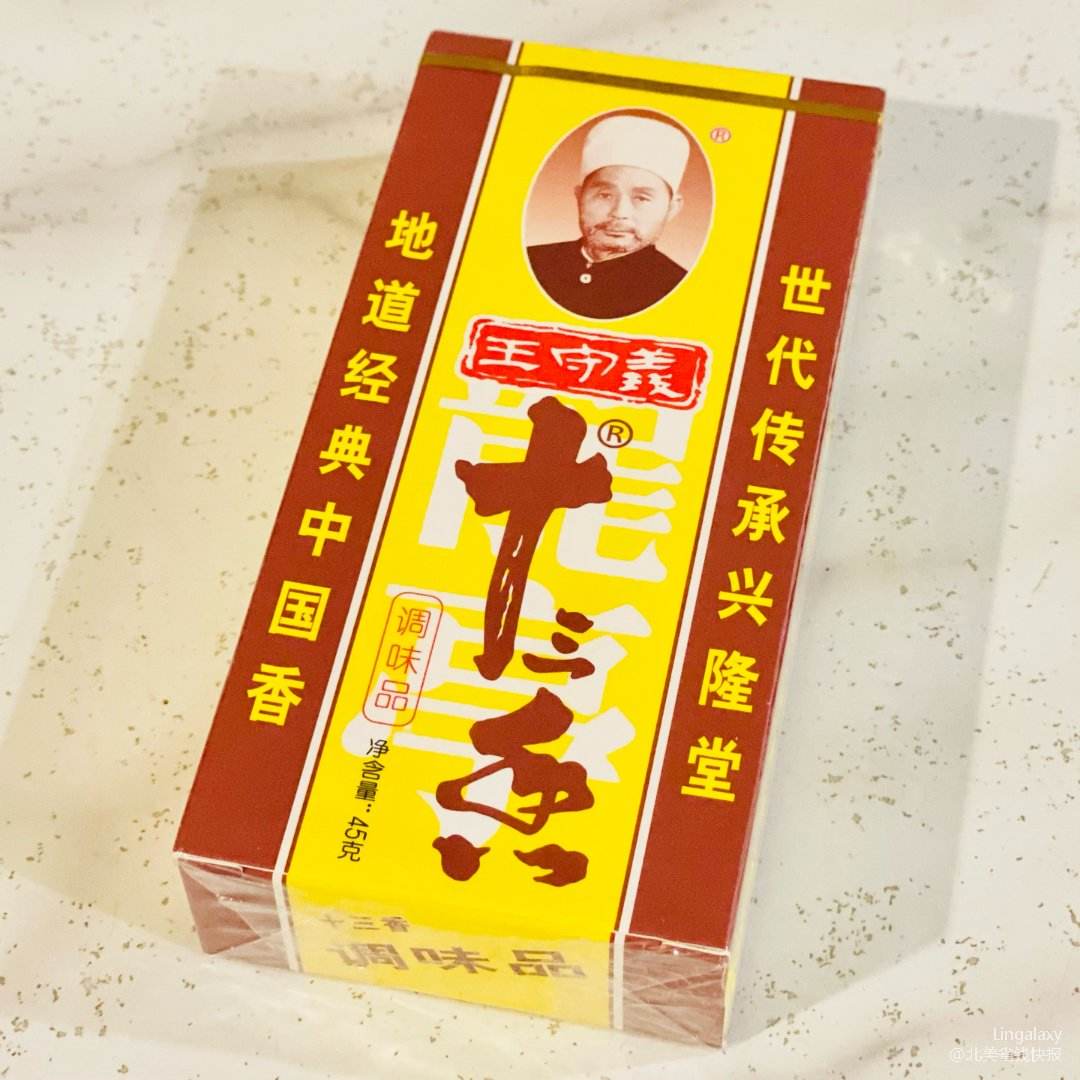 地道经典中国香
®
王守義
十三香
®
调味品
净含量：45克
世代传承兴隆堂
十三香
调味品
Lingalaxy
@北美省钱快报